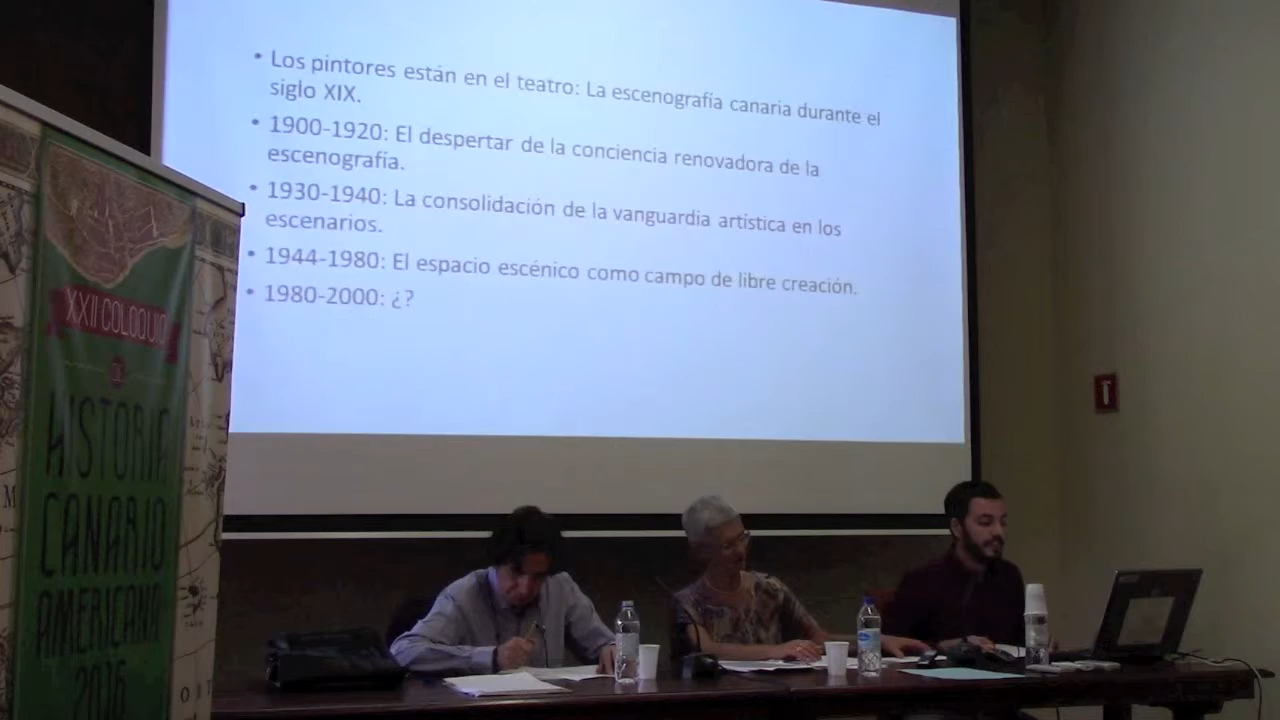 • Los pintores están en el teatro: La escenografía canaria durante el
siglo XIX.
• 1900-1920: El despertar de la conciencia renovadora de la
escenografía.
• 1930-1940: La consolidación de la vanguardia artística en los
escenarios.
• 1944-1980: El espacio escénico como campo de libre creación.
• 1980-2000: ¿?
XXII COLOQUIO
DE
HISTORIA
CANARIO
AMERICANA
2016